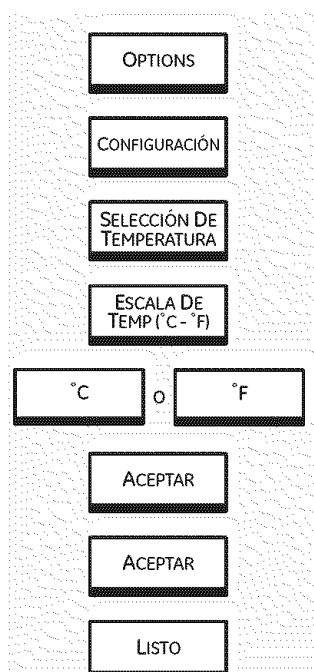 OPTIONS
CONFIGURACIÓN
SELECCIÓN DE
TEMPERATURA
ESCALA DE
TEMP (°C - °F)
°C o °F
ACEPTAR
ACEPTAR
LISTO